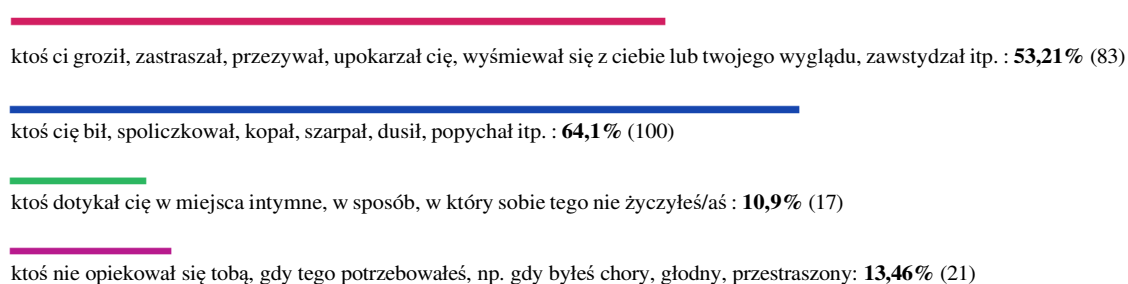 ktoś ci groził, zastraszał, przezywał, upokarzał cię, wyśmiewał się z ciebie lub twojego wyglądu, zawstydzał itp. : 53,21% (83)
ktoś cię bił, spoliczkował, kopał, szarpał, dusił, popychał itp. : 64,1% (100)
ktoś dotykał cię w miejsca intymne, w sposób, w który sobie tego nie życzyłeś/aś : 10,9% (17)
ktoś nie opiekował się tobą, gdy tego potrzebowałeś, np. gdy byłeś chory, głodny, przestraszony: 13,46% (21)